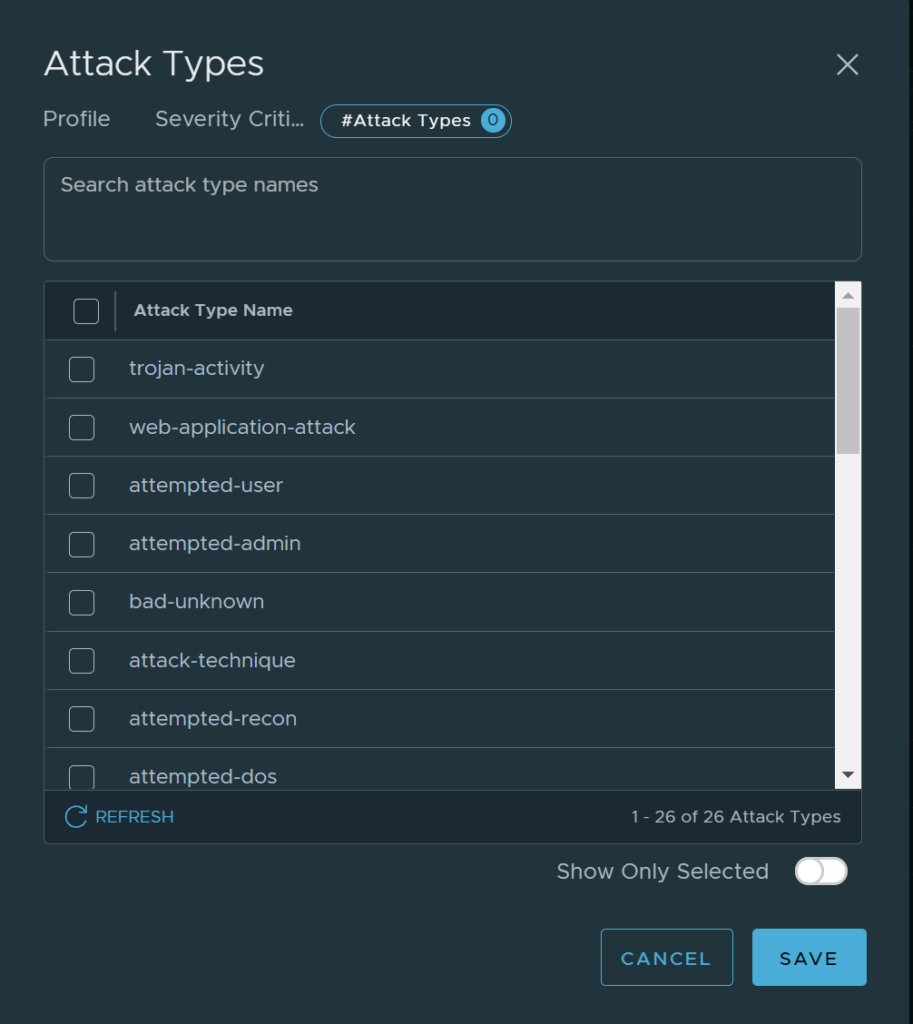 Attack Types
Profile Severity Criti... #Attack Types 0
Search attack type names
Attack Type Name
trojan-activity
web-application-attack
attempted-user
attempted-admin
bad-unknown
attack-technique
attempted-recon
attempted-dos
REFRESH 1 - 26 of 26 Attack Types
Show Only Selected
CANCEL SAVE